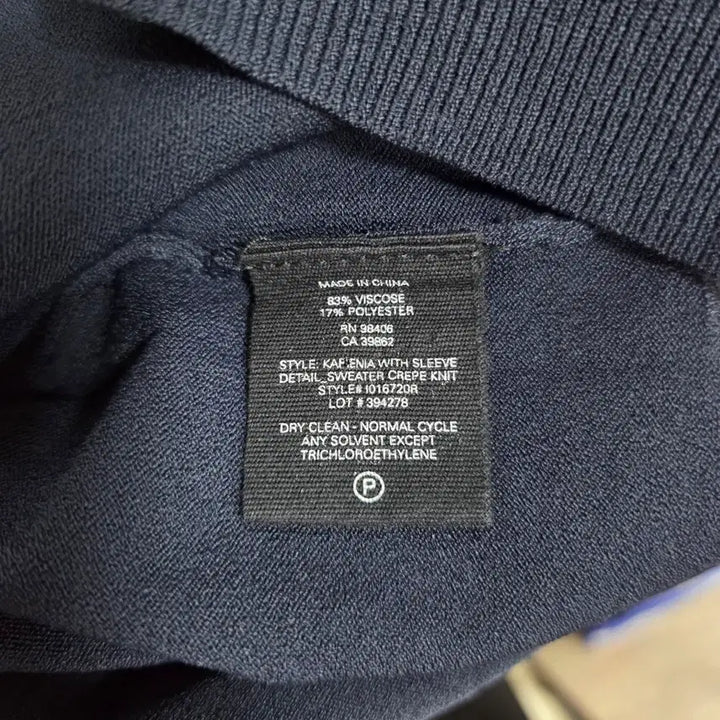 MADE IN CHINA
83% VISCOSE
17% POLYESTER
RN 98406
CA 39862
STYLE: WITH SLEEVE
DETAIL_SWEATER CREPE KNIT
STYLE# I016720R
LOT # 394278
DRY CLEAN - NORMAL CYCLE
ANY SOLVENT EXCEPT
TRICHLOROETHYLENE
P